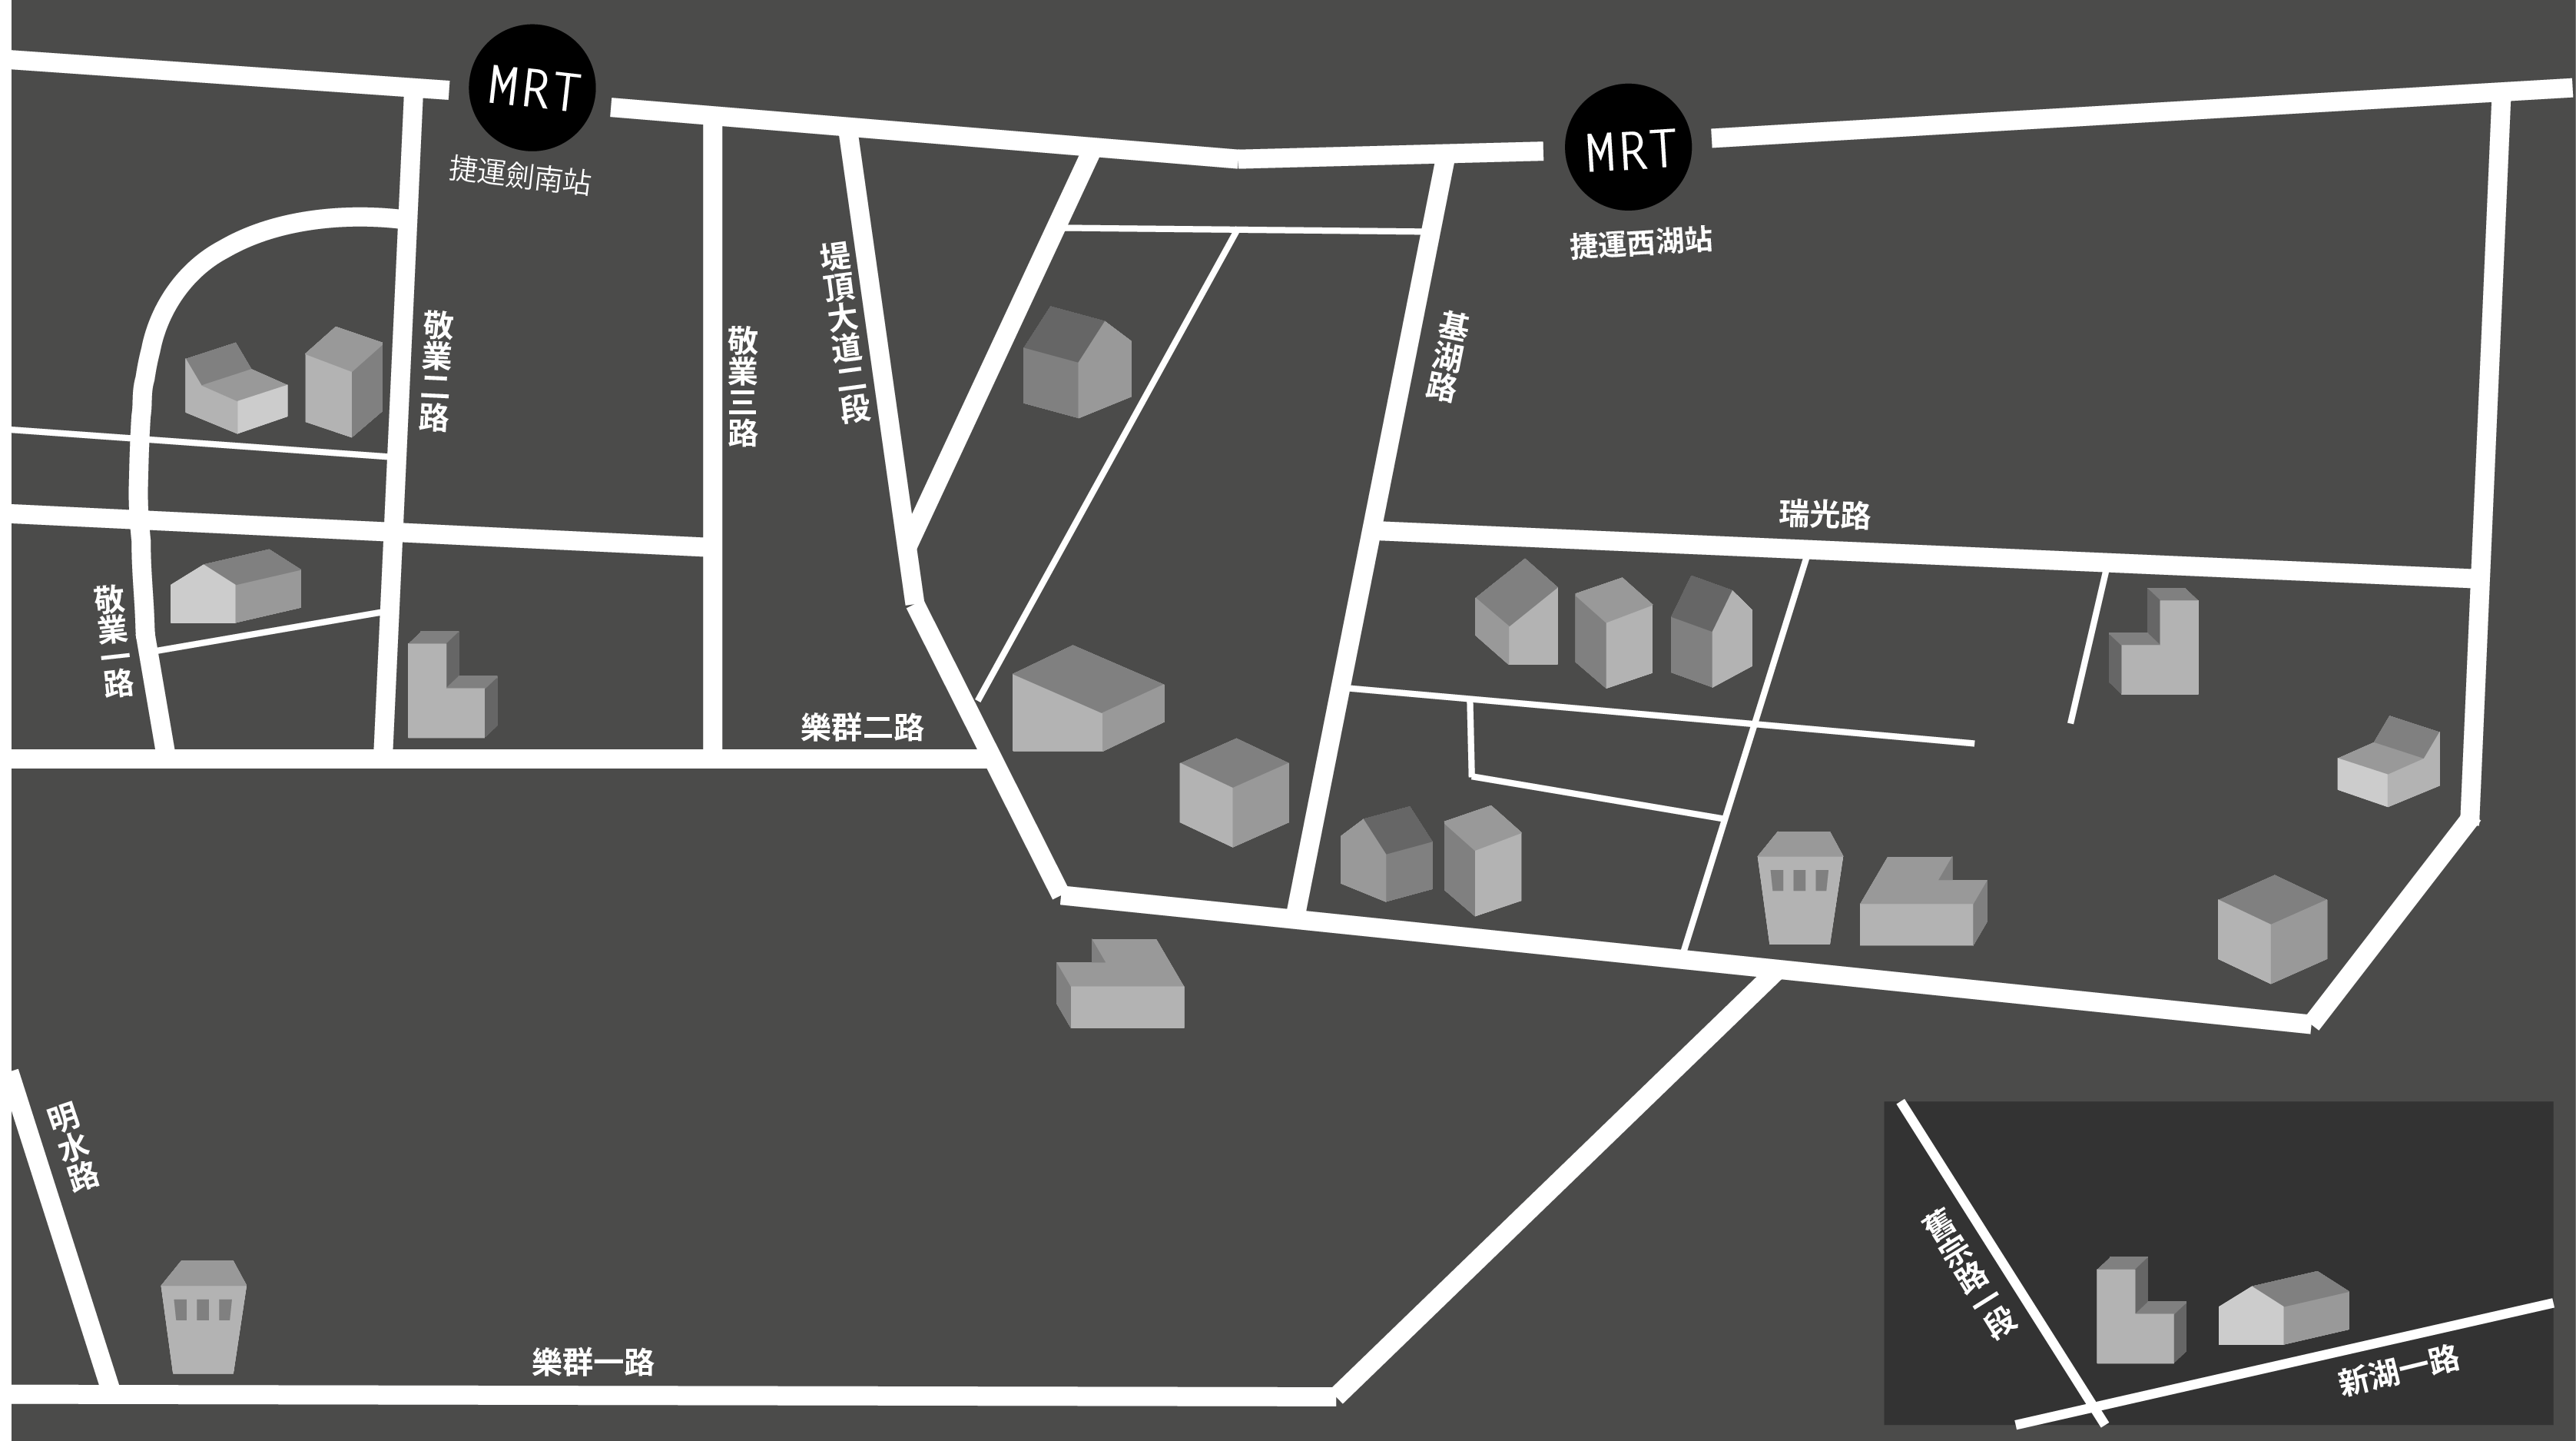 MRT
捷運劍南站
MRT
捷運西湖站
堤頂大道二段
敬業二路
敬業三路
基湖路
瑞光路
敬業一路
樂群二路
明水路
舊宗路一段
樂群一路
新湖一路